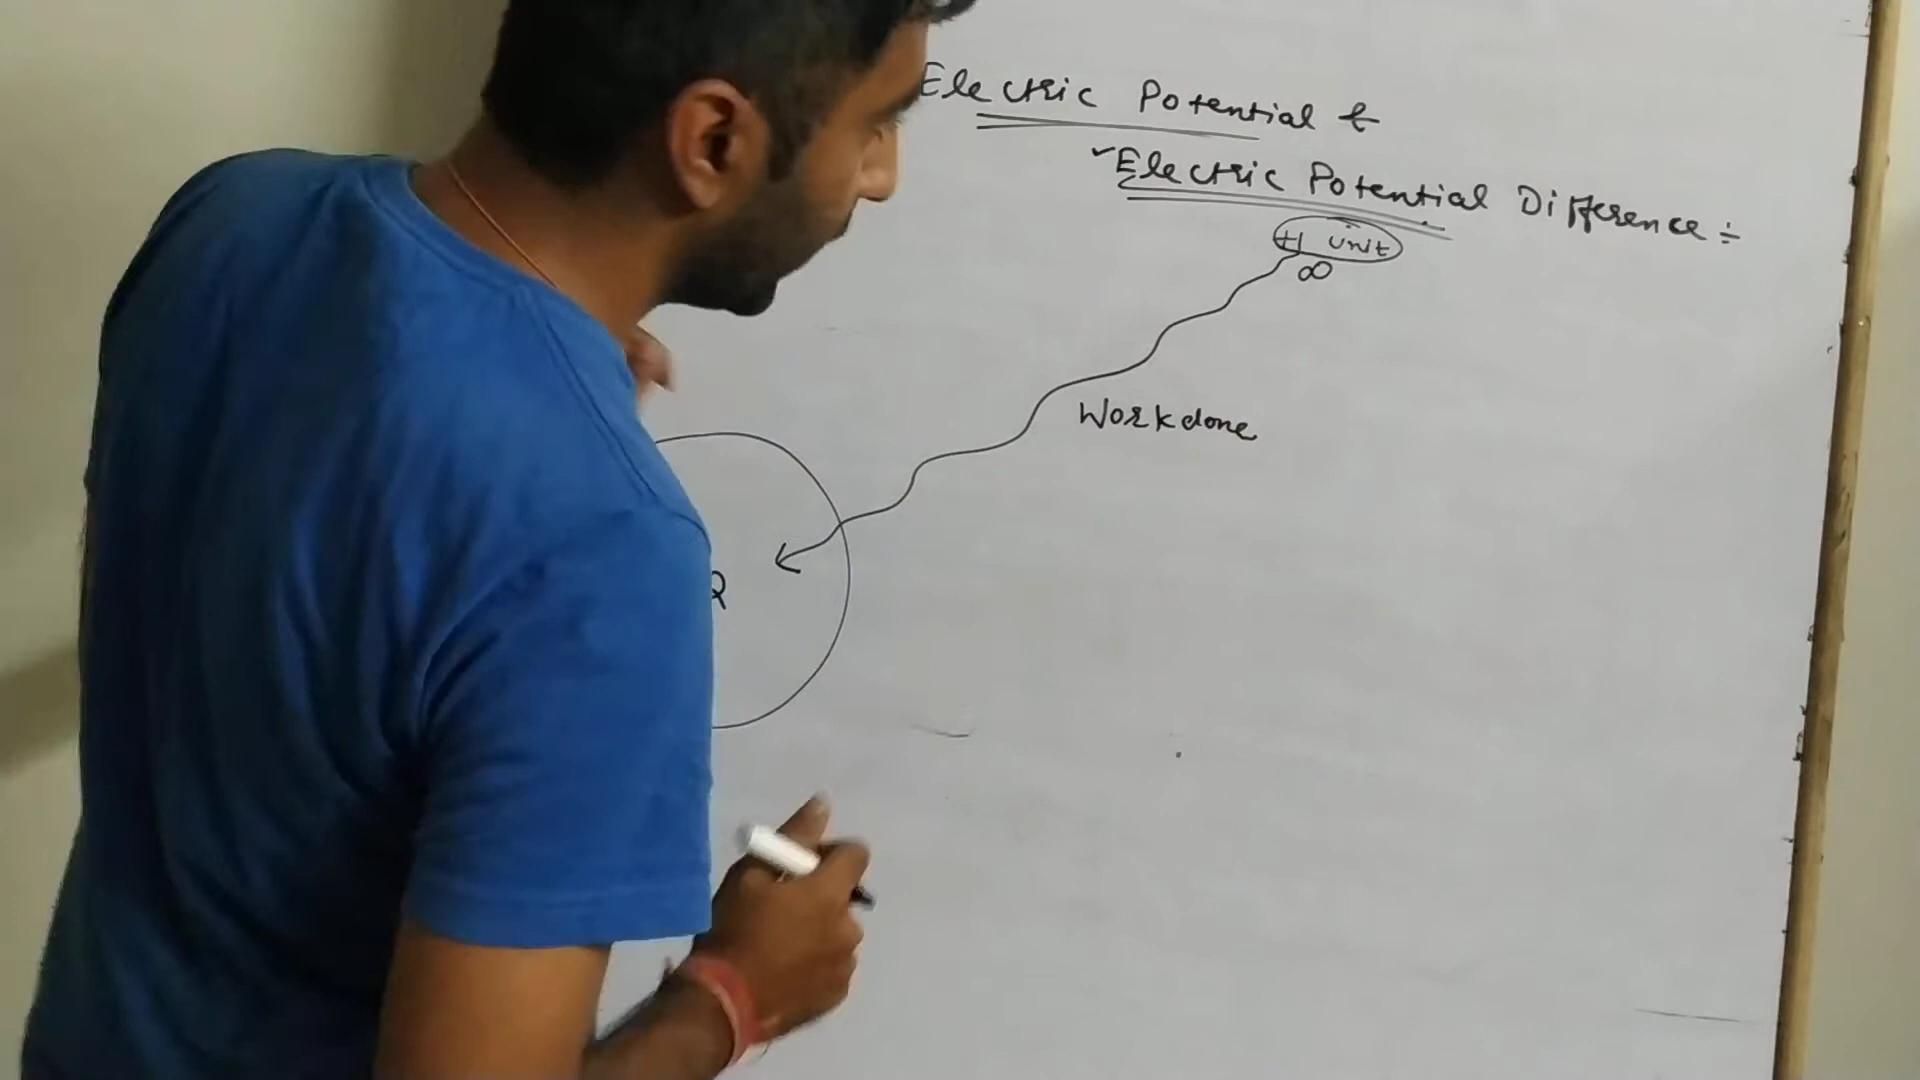 Electric Potential &
Electric Potential Difference ÷
+1 unit
∞
Workdone
Q